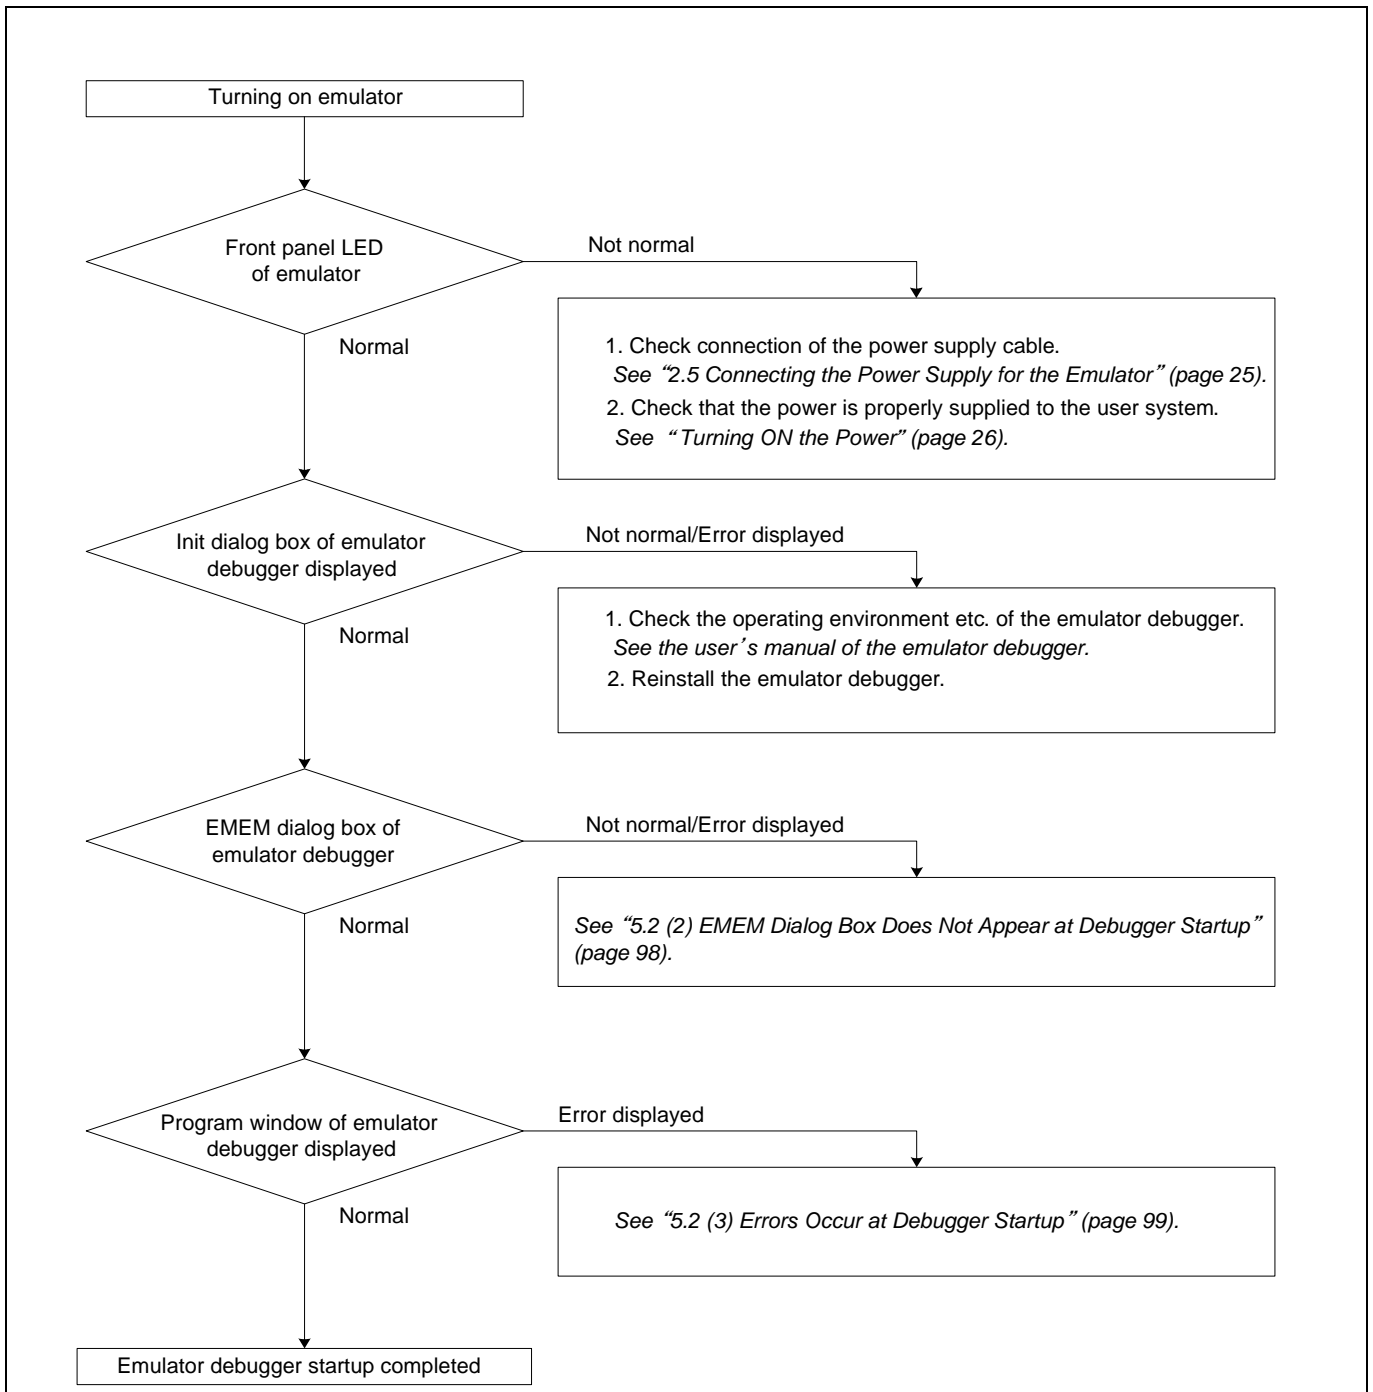 Turning on emulator
Front panel LED
of emulator
Not normal
Normal
1. Check connection of the power supply cable.
See “2.5 Connecting the Power Supply for the Emulator” (page 25).
2. Check that the power is properly supplied to the user system.
See “Turning ON the Power” (page 26).
Init dialog box of emulator
debugger displayed
Not normal/Error displayed
Normal
1. Check the operating environment etc. of the emulator debugger.
See the user’s manual of the emulator debugger.
2. Reinstall the emulator debugger.
EMEM dialog box of
emulator debugger
Not normal/Error displayed
Normal
See “5.2 (2) EMEM Dialog Box Does Not Appear at Debugger Startup”
(page 98).
Program window of emulator
debugger displayed
Error displayed
Normal
See “5.2 (3) Errors Occur at Debugger Startup” (page 99).
Emulator debugger startup completed